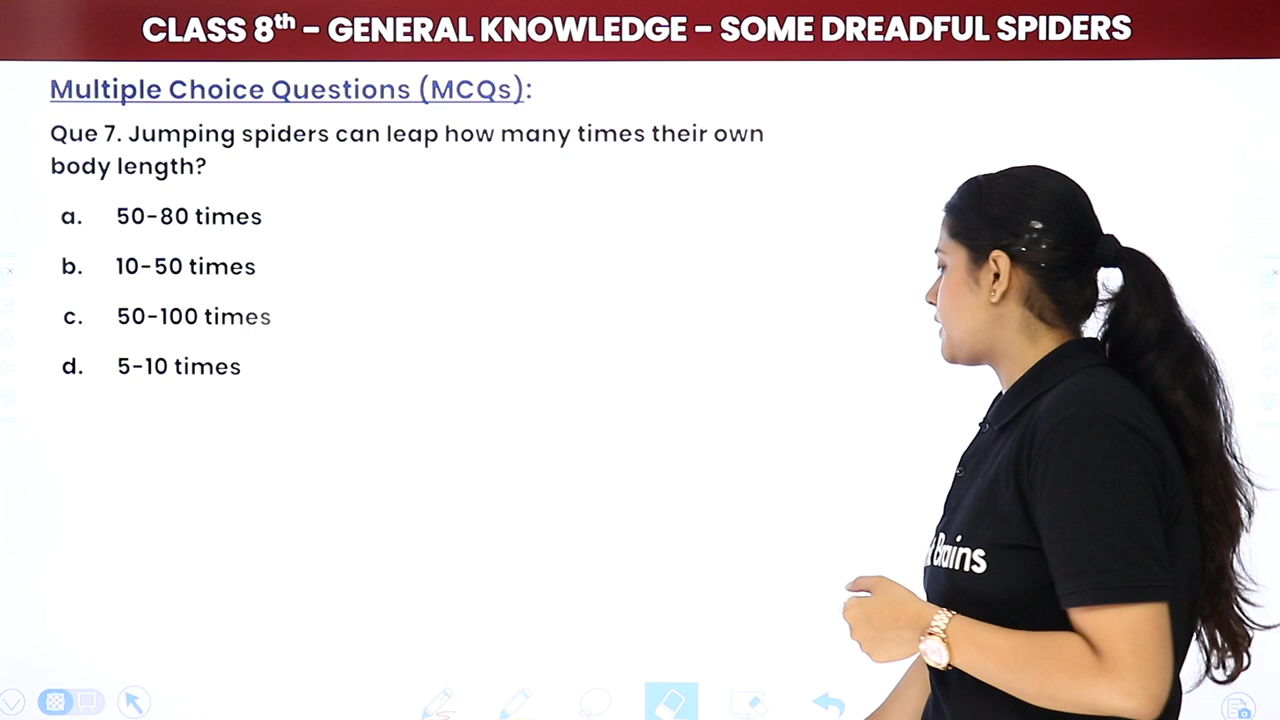 CLASS 8th - GENERAL KNOWLEDGE - SOME DREADFUL SPIDERS
Multiple Choice Questions (MCQs):
Que 7. Jumping spiders can leap how many times their own
body length?
a. 50-80 times
b. 10-50 times
c. 50-100 times
d. 5-10 times
Brains